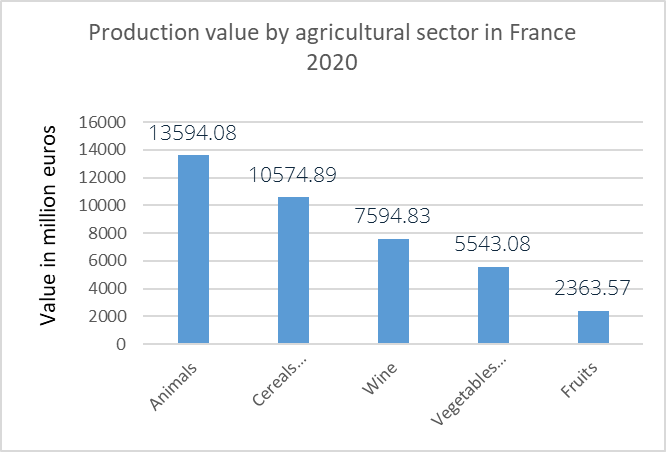 Production value by agricultural sector in France
2020
Value in million euros
16000
14000
12000
10000
8000
6000
4000
2000
0
13594.08
10574.89
7594.83
5543.08
2363.57
Animals
Cereals...
Wine
Vegetables...
Fruits